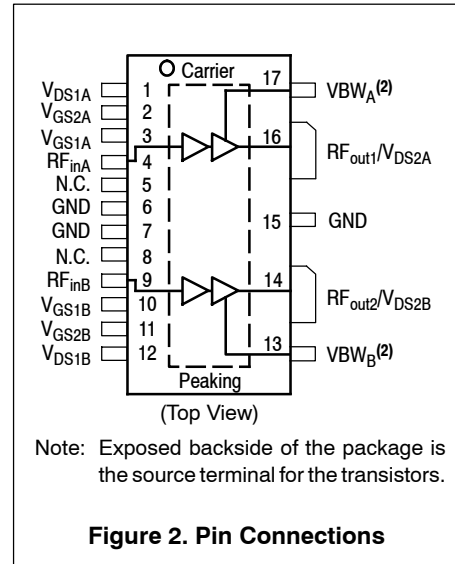 Carrier
V_DS1A 1
V_GS2A 2
V_GS1A 3
RF_inA 4
N.C. 5
GND 6
GND 7
N.C. 8
RF_inB 9
V_GS1B 10
V_GS2B 11
V_DS1B 12
17 VBW_A(2)
16 RF_out1/V_DS2A
15 GND
14 RF_out2/V_DS2B
13 VBW_B(2)
Peaking
(Top View)
Note: Exposed backside of the package is
the source terminal for the transistors.
Figure 2. Pin Connections